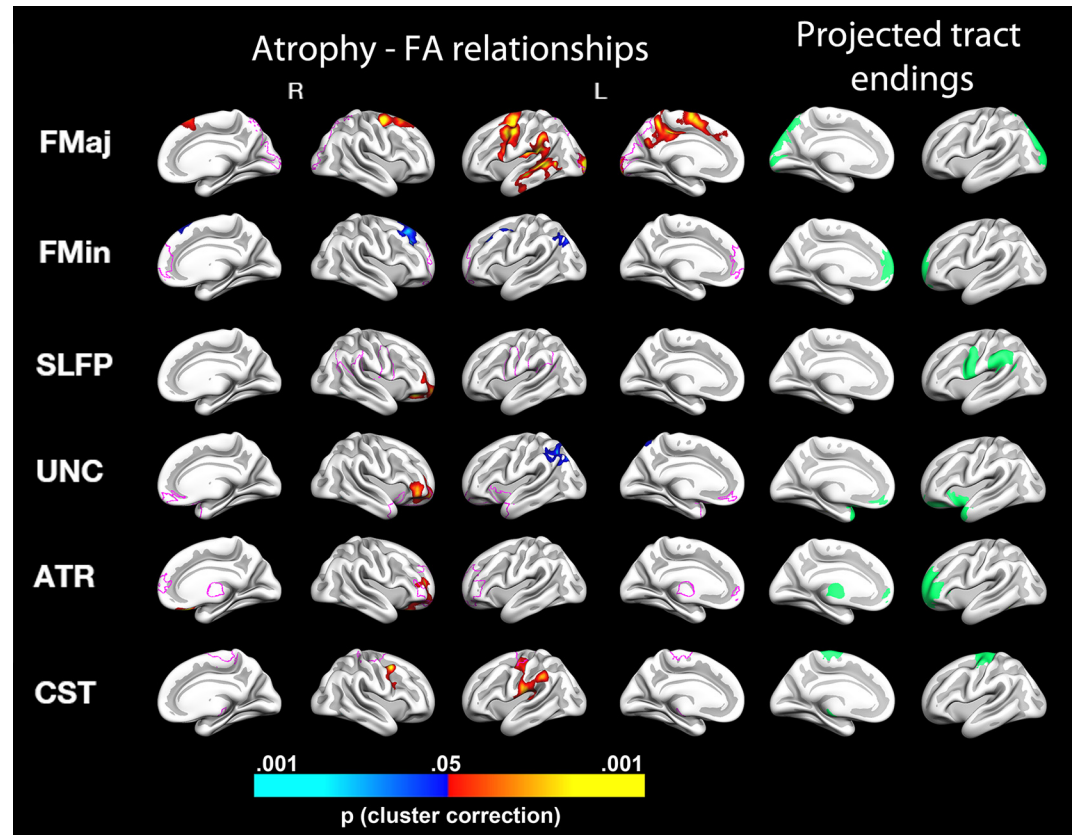 Atrophy - FA relationships
Projected tract
endings
R
L
FMaj
FMin
SLFP
UNC
ATR
CST
.001
.05
.001
p (cluster correction)